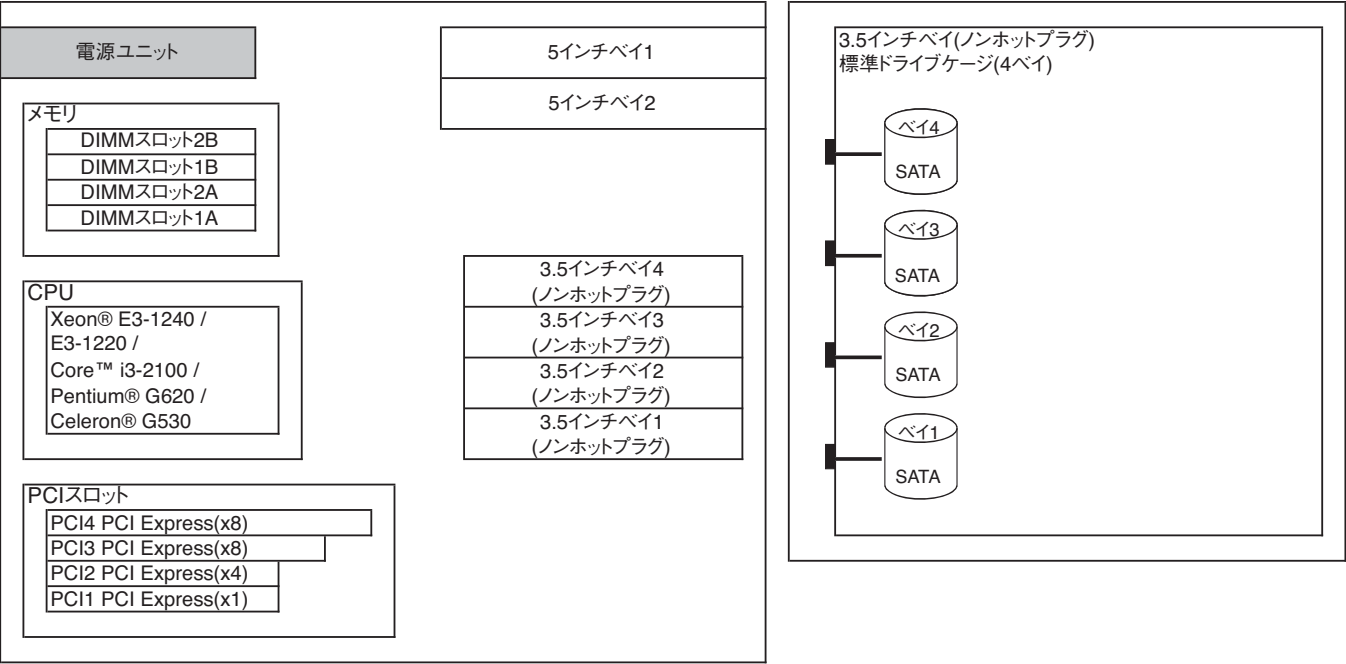 電源ユニット
メモリ
DIMMスロット2B
DIMMスロット1B
DIMMスロット2A
DIMMスロット1A
CPU
Xeon® E3-1240 /
E3-1220 /
Core™ i3-2100 /
Pentium® G620 /
Celeron® G530
PCIスロット
PCI4 PCI Express(x8)
PCI3 PCI Express(x8)
PCI2 PCI Express(x4)
PCI1 PCI Express(x1)
5インチベイ1
5インチベイ2
3.5インチベイ4
(ノンホットプラグ)
3.5インチベイ3
(ノンホットプラグ)
3.5インチベイ2
(ノンホットプラグ)
3.5インチベイ1
(ノンホットプラグ)
3.5インチベイ(ノンホットプラグ)
標準ドライブケージ(4ベイ)
ベイ4
SATA
ベイ3
SATA
ベイ2
SATA
ベイ1
SATA